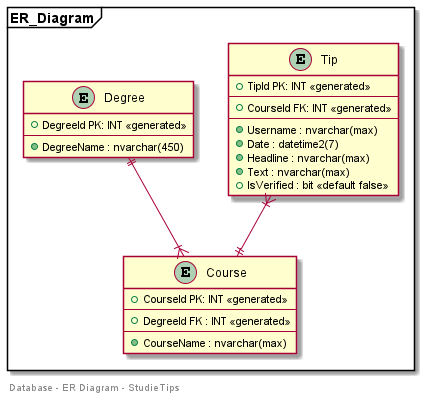 ER_Diagram
E Degree
DegreeId PK: INT «generated»
DegreeName : nvarchar(450)
E Tip
TipId PK: INT «generated»
CourseId FK: INT «generated»
Username : nvarchar(max)
Date : datetime2(7)
Headline : nvarchar(max)
Text : nvarchar(max)
IsVerified : bit «default false»
E Course
CourseId PK: INT «generated»
DegreeId FK : INT «generated»
CourseName : nvarchar(max)
Database - ER Diagram - StudieTips